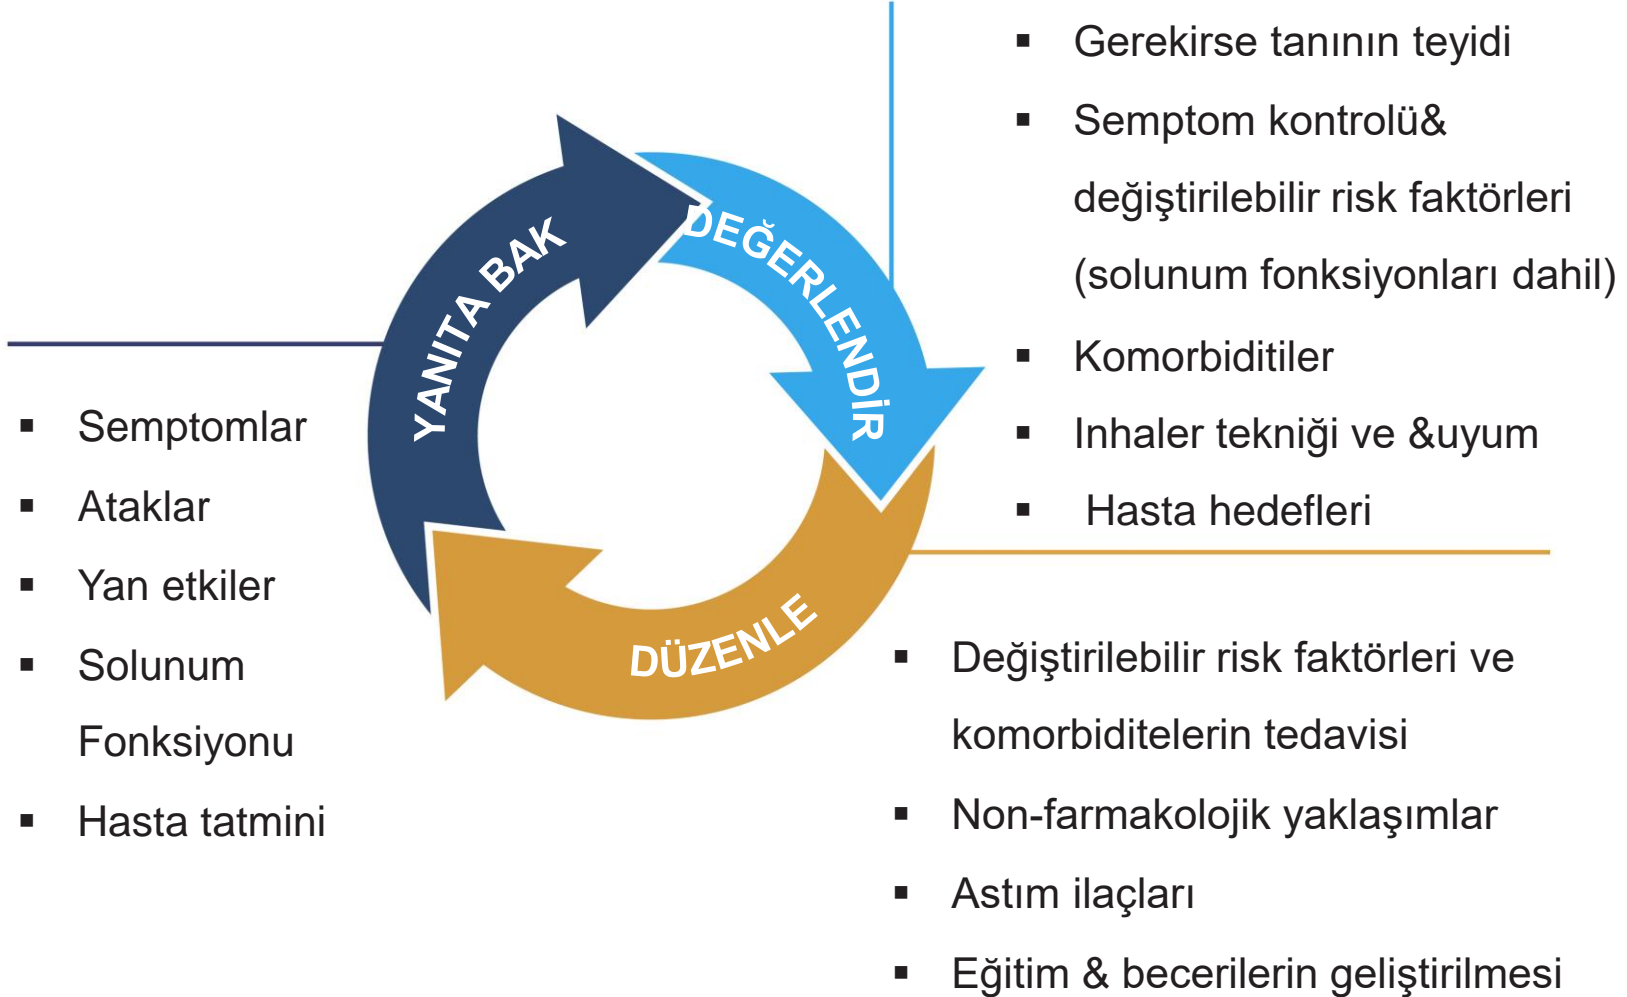 ▪ Gerekirse tanının teyidi
▪ Semptom kontrolü&
değiştirilebilir risk faktörleri
(solunum fonksiyonları dahil)
▪ Komorbiditiler
▪ Inhaler tekniği ve &uyum
▪ Hasta hedefleri
DEĞERLENDİR
YANITA BAK
DÜZENLE
▪ Semptomlar
▪ Ataklar
▪ Yan etkiler
▪ Solunum
Fonksiyonu
▪ Hasta tatmini
▪ Değiştirilebilir risk faktörleri ve
komorbiditelerin tedavisi
▪ Non-farmakolojik yaklaşımlar
▪ Astım ilaçları
▪ Eğitim & becerilerin geliştirilmesi